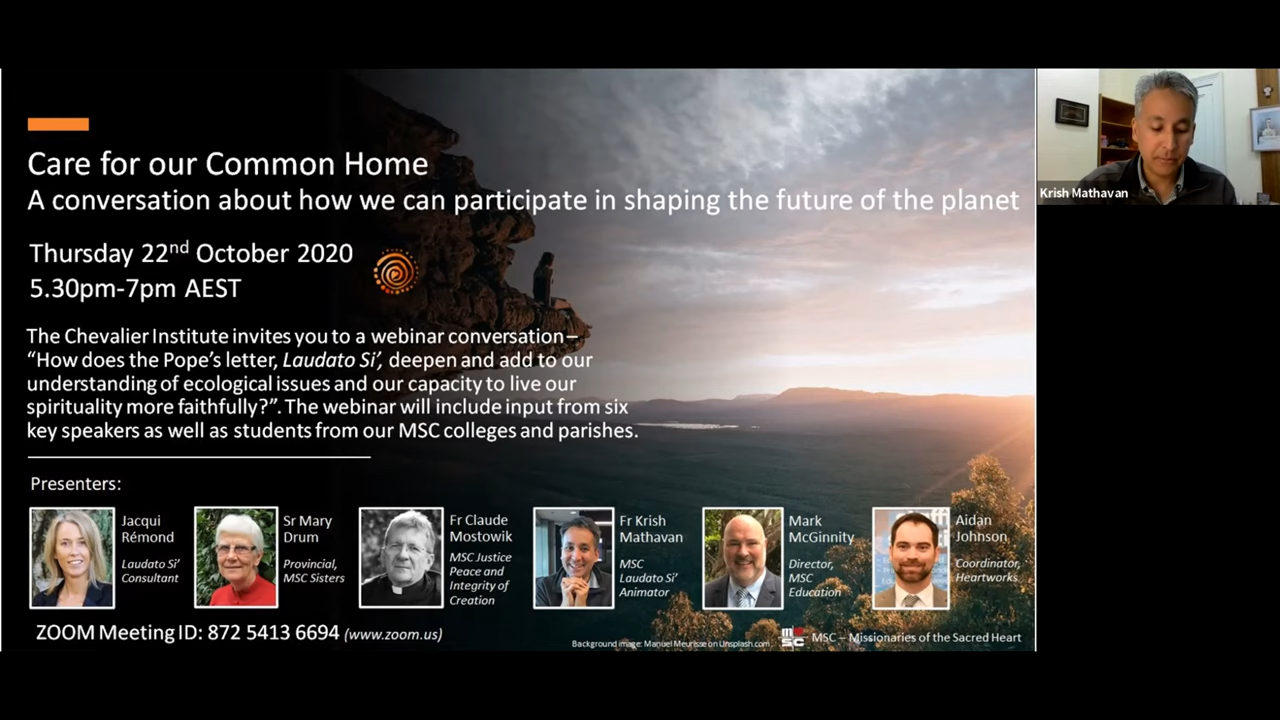 Care for our Common Home
A conversation about how we can participate in shaping the future of the planet
Thursday 22nd October 2020
5.30pm-7pm AEST
The Chevalier Institute invites you to a webinar conversation–
“How does the Pope’s letter, Laudato Si’, deepen and add to our
understanding of ecological issues and our capacity to live our
spirituality more faithfully?”. The webinar will include input from six
key speakers as well as students from our MSC colleges and parishes.
Presenters:
Jacqui
Rémond
Laudato Si’
Consultant
Sr Mary
Drum
Provincial,
MSC Sisters
Fr Claude
Mostowik
MSC Justice
Peace and
Integrity of
Creation
Fr Krish
Mathavan
MSC
Laudato Si’
Animator
Mark
McGinnity
Director,
MSC
Education
Aidan
Johnson
Coordinator,
Heartworks
ZOOM Meeting ID: 872 5413 6694 (www.zoom.us)
Background image: Manuel Meurisse on Unsplash.com
MSC
MSC – Missionaries of the Sacred Heart
Krish Mathavan